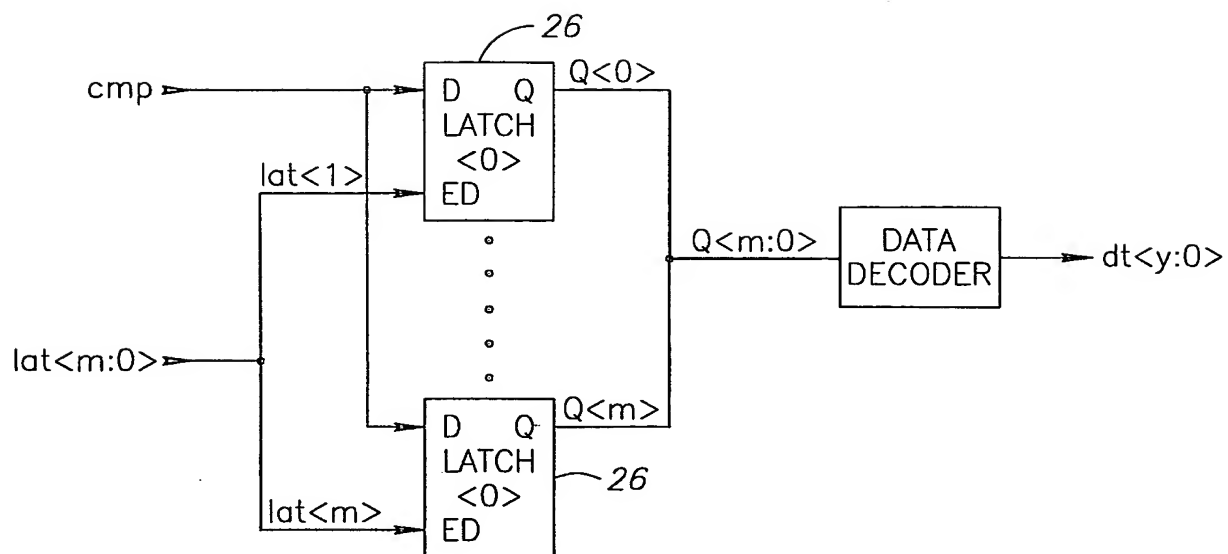 26
cmp
D Q
LATCH
<0>
ED
Q<0>
lat<1>
Q<m:0>
DATA
DECODER
dt<y:0>
lat<m:0>
D Q
LATCH
<0>
ED
Q<m>
26
lat<m>